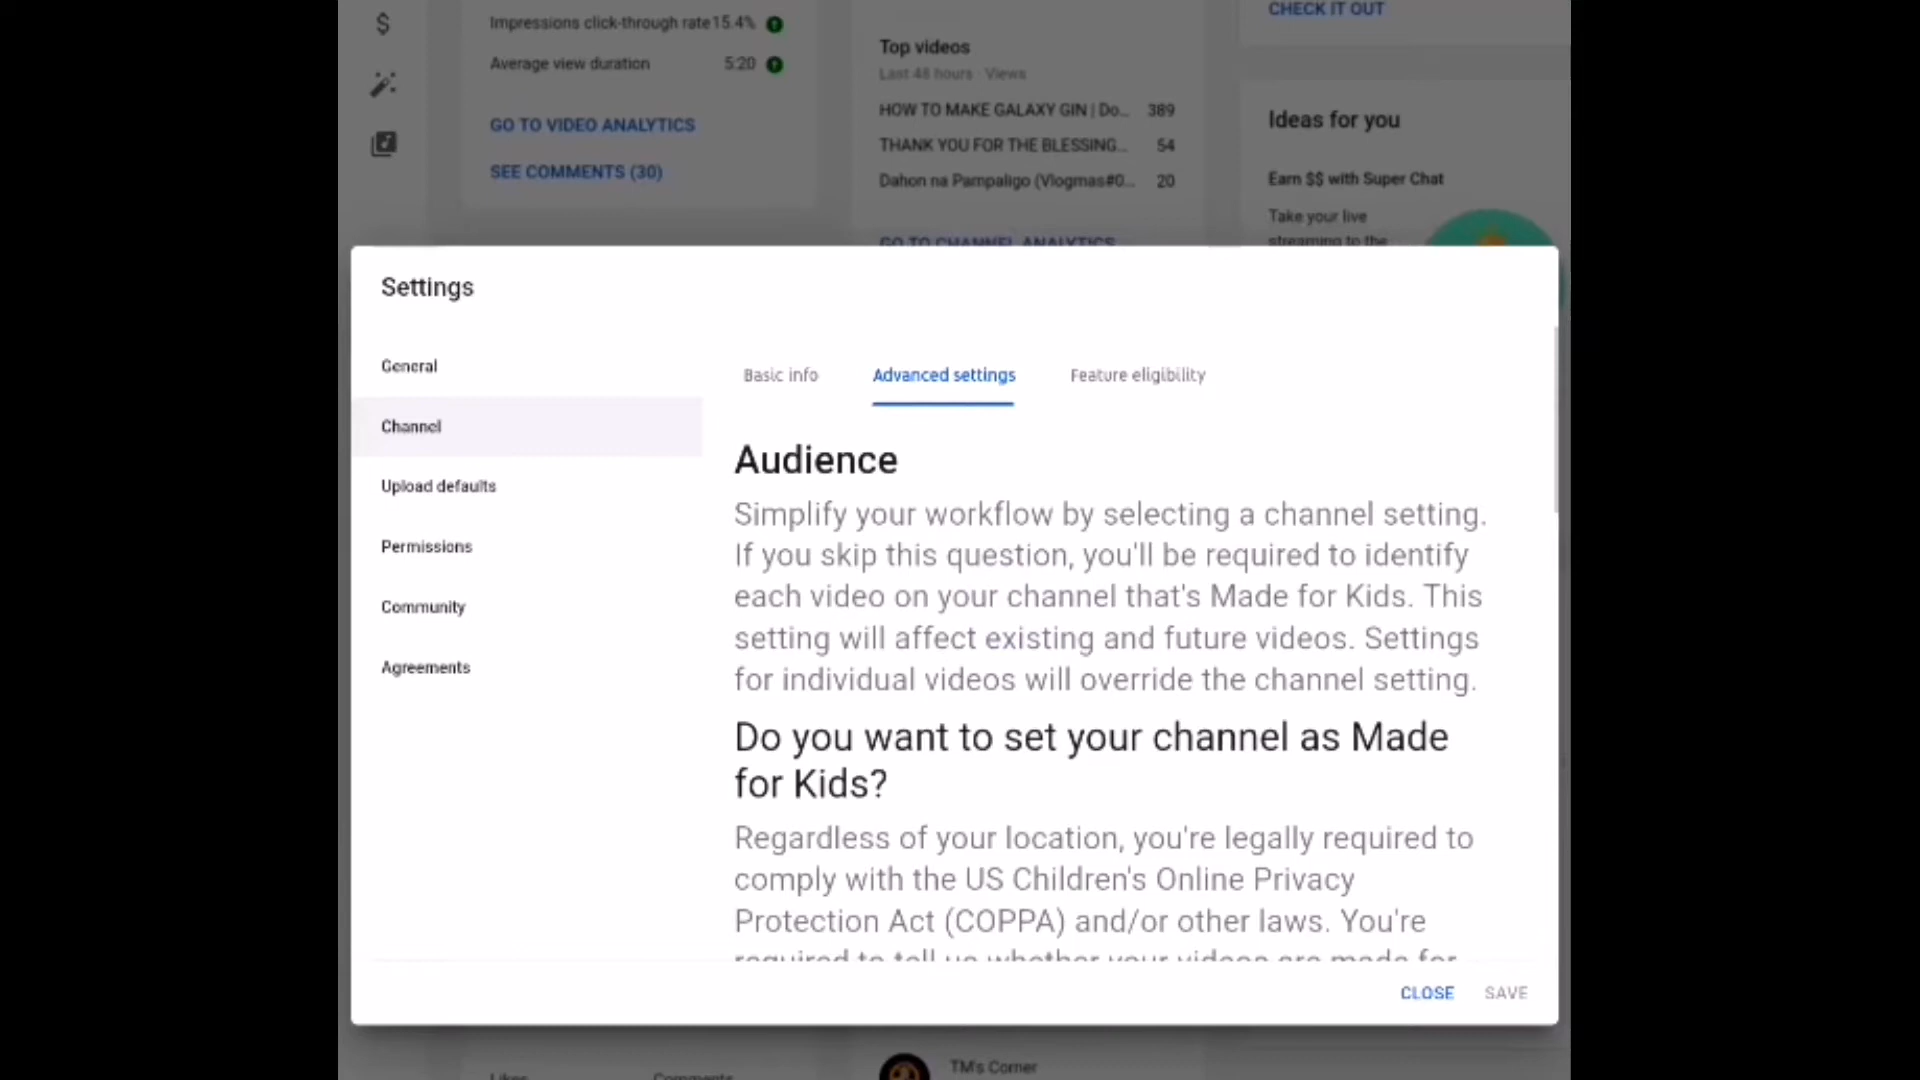 Impressions click-through rate 15.4%
Average view duration 5:20
GO TO VIDEO ANALYTICS
SEE COMMENTS (30)
Top videos
Last 48 hours · Views
HOW TO MAKE GALAXY GIN | Do... 389
THANK YOU FOR THE BLESSING... 54
Dahon na Pampaligo (Vlogmas#0... 20
GO TO CHANNEL ANALYTICS
CHECK IT OUT
Ideas for you
Earn $$ with Super Chat
Take your live
streaming to the
Settings
General
Channel
Upload defaults
Permissions
Community
Agreements
Basic info
Advanced settings
Feature eligibility
Audience
Simplify your workflow by selecting a channel setting.
If you skip this question, you'll be required to identify
each video on your channel that's Made for Kids. This
setting will affect existing and future videos. Settings
for individual videos will override the channel setting.
Do you want to set your channel as Made
for Kids?
Regardless of your location, you're legally required to
comply with the US Children's Online Privacy
Protection Act (COPPA) and/or other laws. You're
required to tell us whether your videos are made for
CLOSE
SAVE
Likes
Comments
TM's Corner